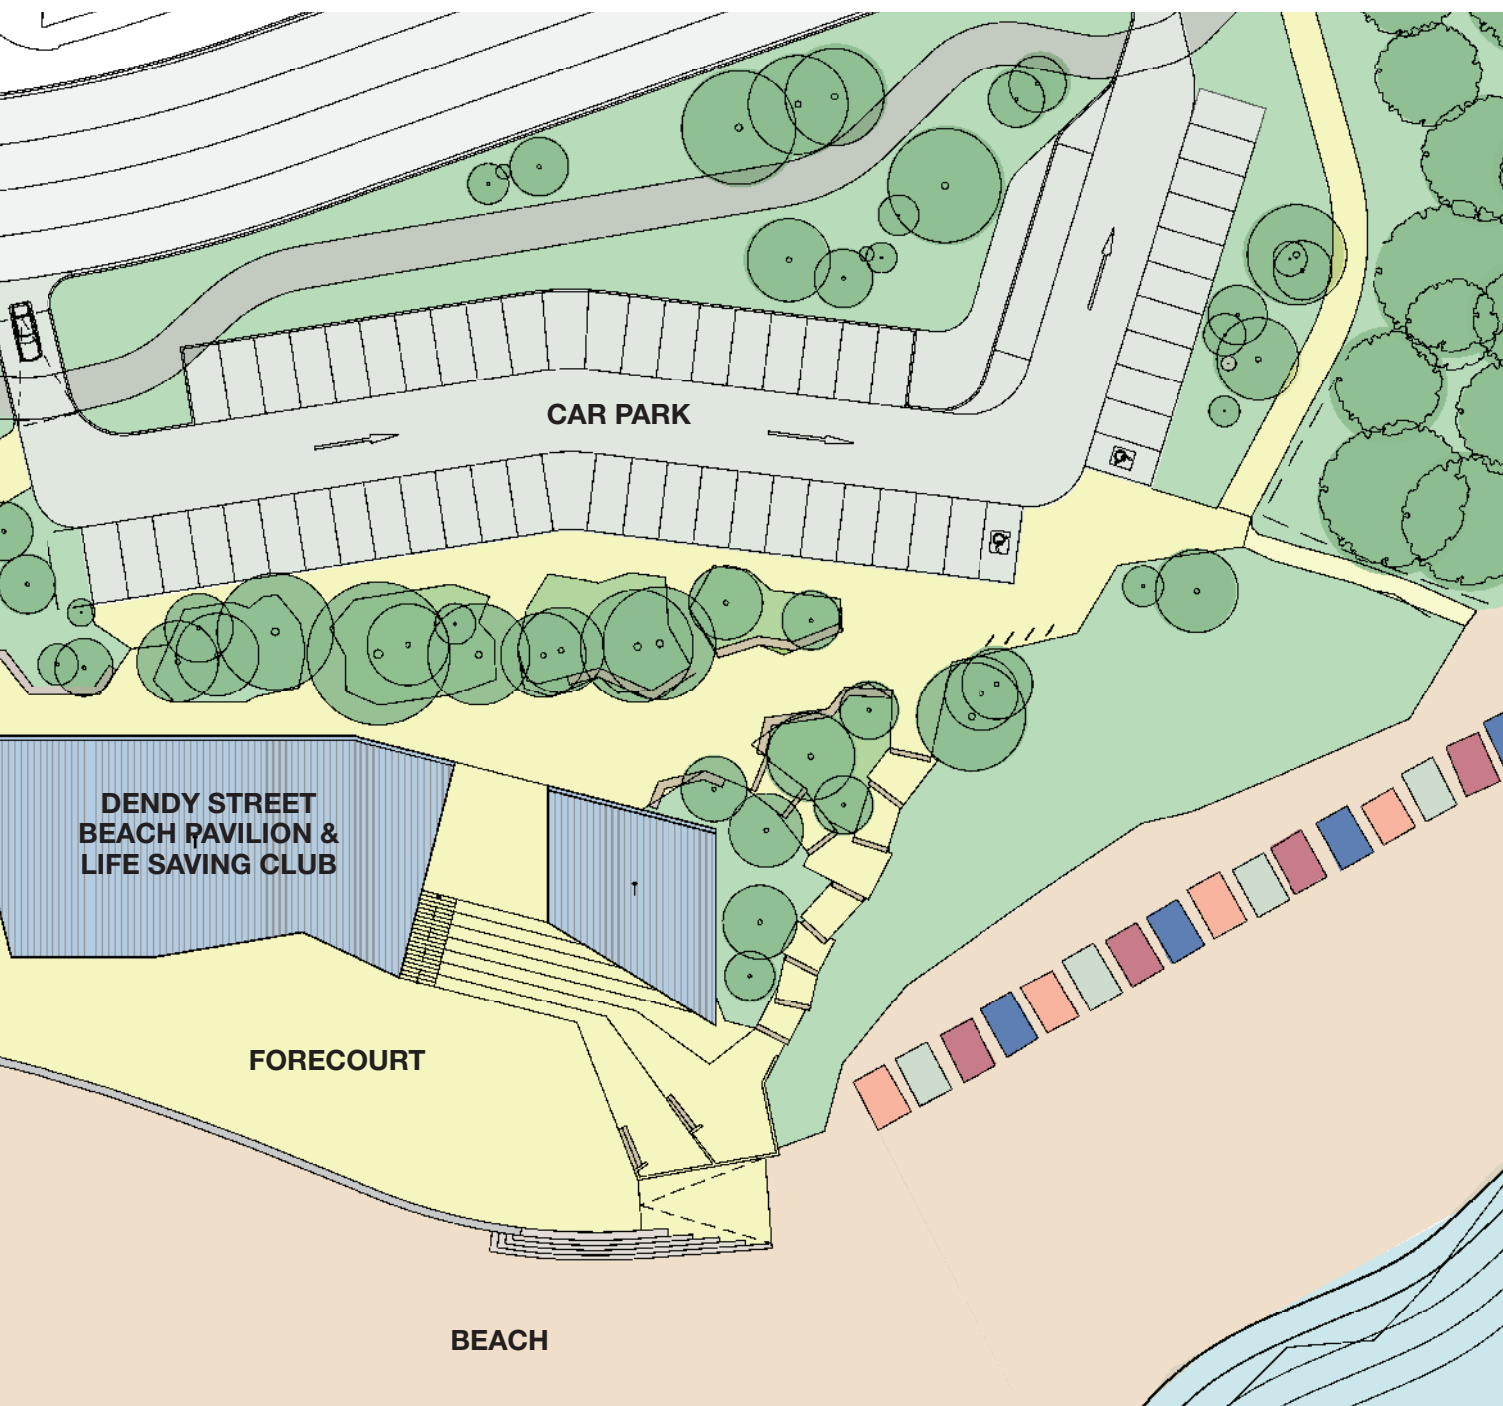 CAR PARK
DENDY STREET
BEACH PAVILION &
LIFE SAVING CLUB
FORECOURT
BEACH